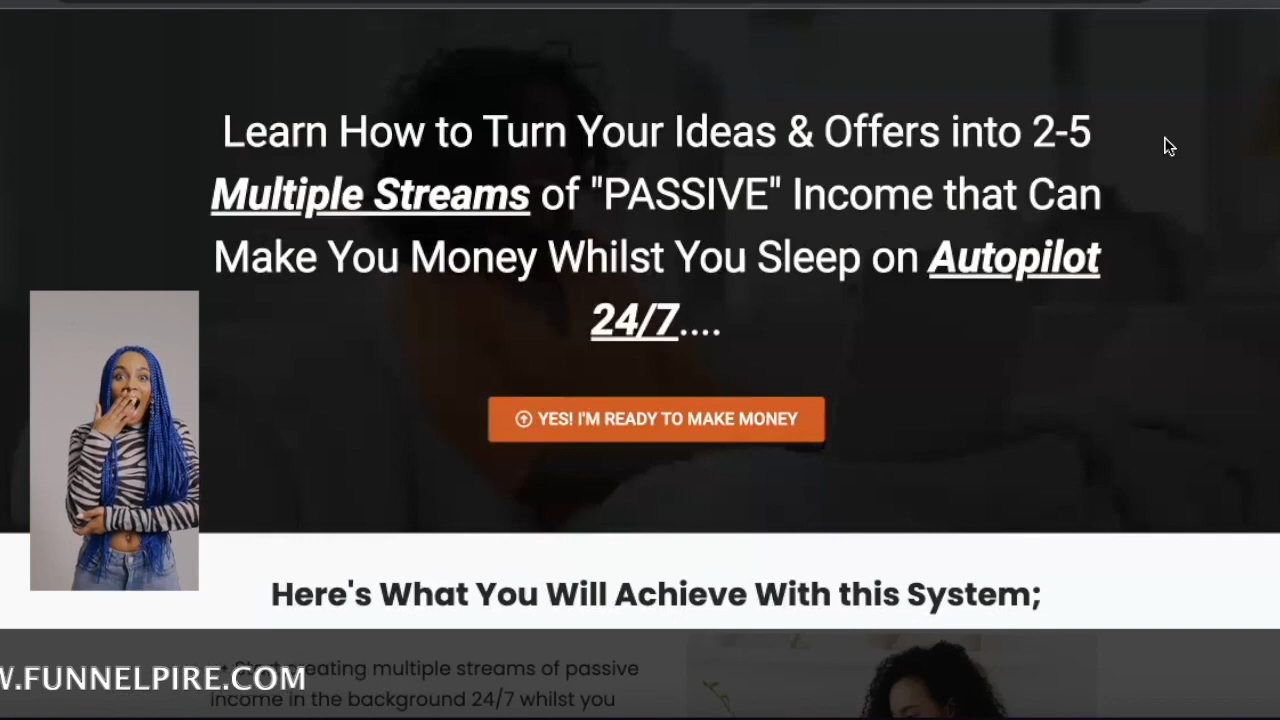 Learn How to Turn Your Ideas & Offers into 2-5
Multiple Streams of "PASSIVE" Income that Can
Make You Money Whilst You Sleep on Autopilot
24/7....
YES! I'M READY TO MAKE MONEY
Here's What You Will Achieve With this System;
Start creating multiple streams of passive
income in the background 24/7 whilst you
W.FUNNELPIRE.COM